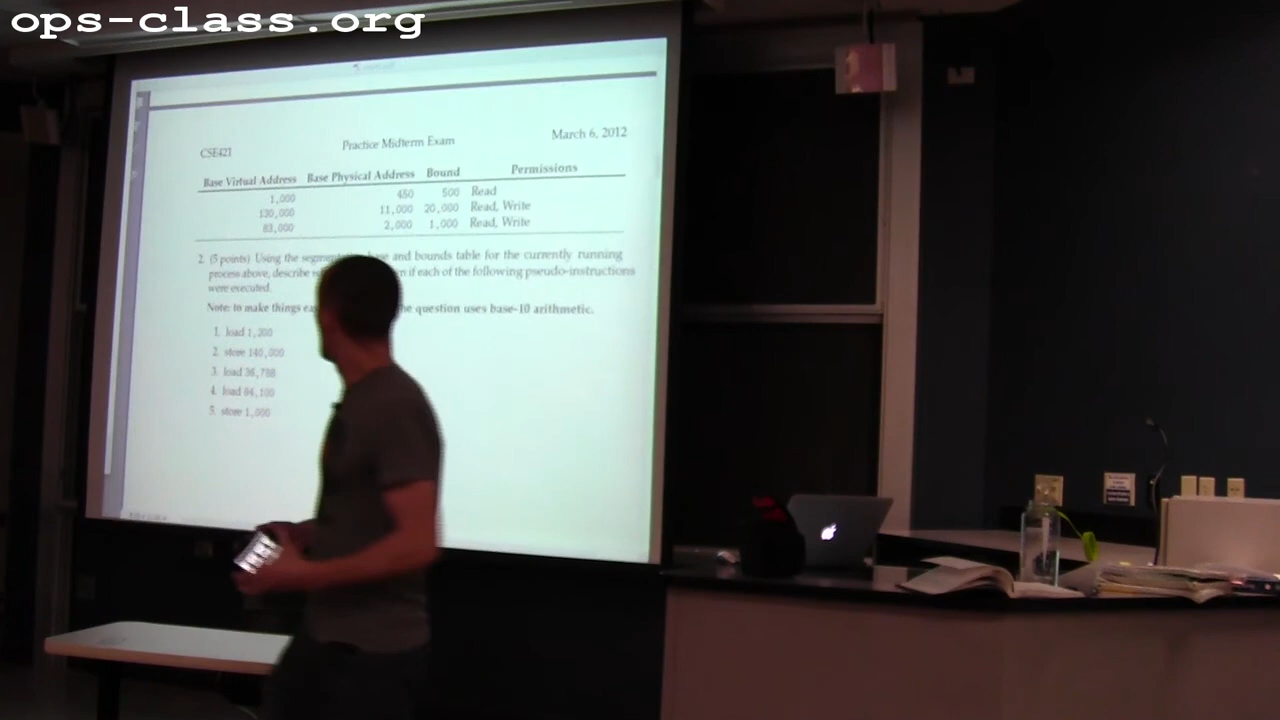 ops-class.org
CSE421 Practice Midterm Exam March 6, 2012
Base Virtual Address Base Physical Address Bound Permissions
1,000 450 500 Read
130,000 11,000 20,000 Read, Write
83,000 2,000 1,000 Read, Write
2. (5 points) Using the and bounds table for the currently running
process above, describe if each of the following pseudo-instructions
were executed.
Note: to make things question uses base-10 arithmetic.
1. load 1,200
2. store 140,000
3. load 36,788
4. load 84,100
5. store 1,000